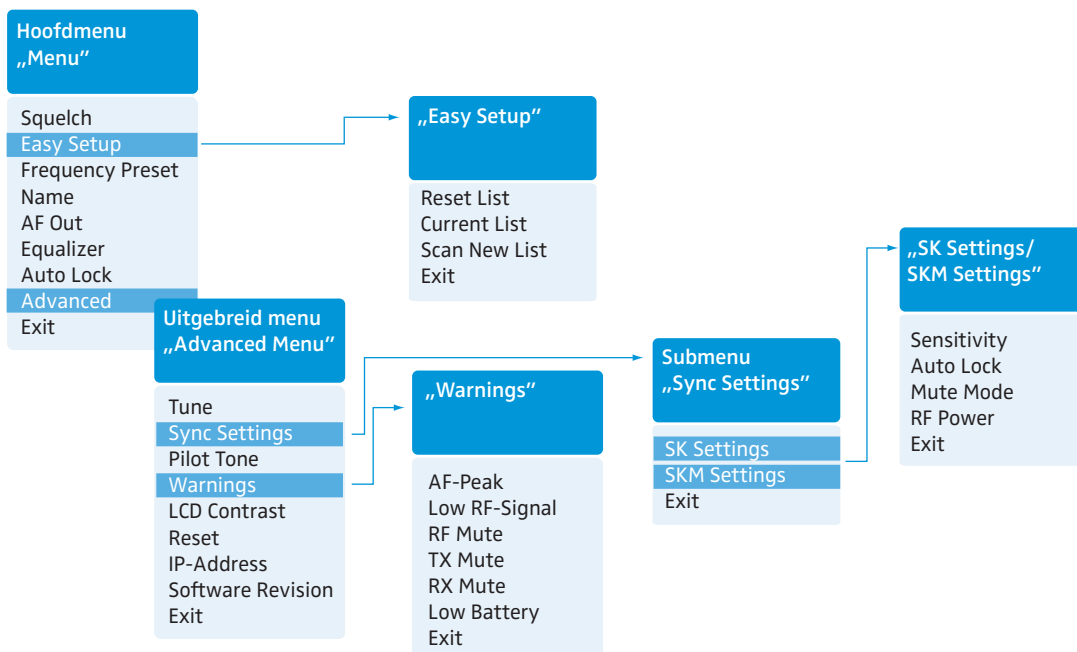 Hoofdmenu
„Menu”
Squelch
Easy Setup
Frequency Preset
Name
AF Out
Equalizer
Auto Lock
Advanced
Exit
„Easy Setup”
Reset List
Current List
Scan New List
Exit
Uitgebreid menu
„Advanced Menu”
Tune
Sync Settings
Pilot Tone
Warnings
LCD Contrast
Reset
IP-Address
Software Revision
Exit
„Warnings”
AF-Peak
Low RF-Signal
RF Mute
TX Mute
RX Mute
Low Battery
Exit
Submenu
„Sync Settings”
SK Settings
SKM Settings
Exit
„SK Settings/
SKM Settings”
Sensitivity
Auto Lock
Mute Mode
RF Power
Exit